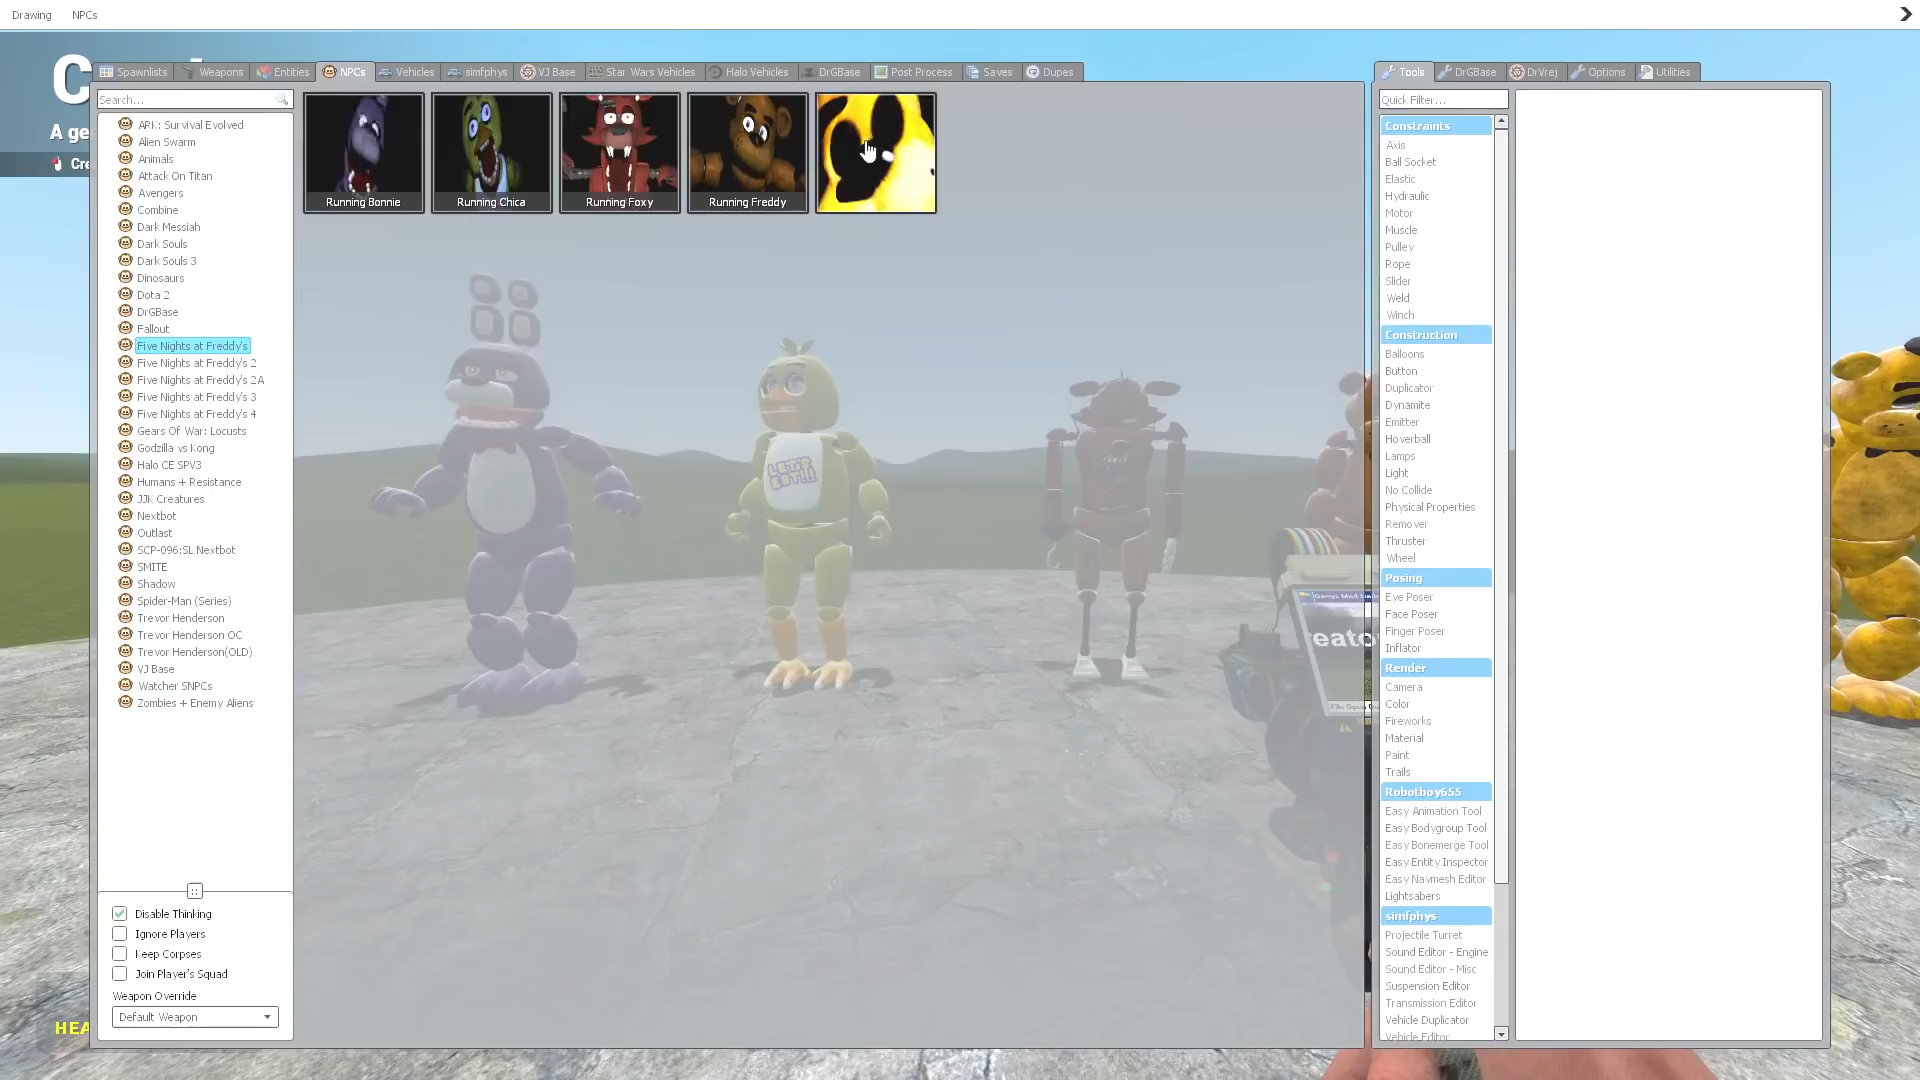 Drawing NPCs
C
A ge
Cre
Spawnlists Weapons Entities NPCs Vehicles simfphys VJ Base Star Wars Vehicles Halo Vehicles DrGBase Post Process Saves Dupes
Search...
ARK: Survival Evolved
Alien Swarm
Animals
Attack On Titan
Avengers
Combine
Dark Messiah
Dark Souls
Dark Souls 3
Dinosaurs
Dota 2
DrGBase
Fallout
Five Nights at Freddy's
Five Nights at Freddy's 2
Five Nights at Freddy's 2A
Five Nights at Freddy's 3
Five Nights at Freddy's 4
Gears Of War: Locusts
Godzilla vs Kong
Halo CE SPV3
Humans + Resistance
JJK Creatures
Nextbot
Outlast
SCP-096:SL Nextbot
SMITE
Shadow
Spider-Man (Series)
Trevor Henderson
Trevor Henderson OC
Trevor Henderson(OLD)
VJ Base
Watcher SNPCs
Zombies + Enemy Aliens
Disable Thinking
Ignore Players
Keep Corpses
Join Player's Squad
Weapon Override
Default Weapon
HEA
Running Bonnie Running Chica Running Foxy Running Freddy
LET'S
EAT!!!
reato
Tools DrGBase DrVrej Options Utilities
Quick Filter...
Constraints
Axis
Ball Socket
Elastic
Hydraulic
Motor
Muscle
Pulley
Rope
Slider
Weld
Winch
Construction
Balloons
Button
Duplicator
Dynamite
Emitter
Hoverball
Lamps
Light
No Collide
Physical Properties
Remover
Thruster
Wheel
Posing
Eye Poser
Face Poser
Finger Poser
Inflator
Render
Camera
Color
Fireworks
Material
Paint
Trails
Robotboy655
Easy Animation Tool
Easy Bodygroup Tool
Easy Bonemerge Tool
Easy Entity Inspector
Easy Navmesh Editor
Lightsabers
simfphys
Projectile Turret
Sound Editor - Engine
Sound Editor - Misc
Suspension Editor
Transmission Editor
Vehicle Duplicator
Vehicle Editor